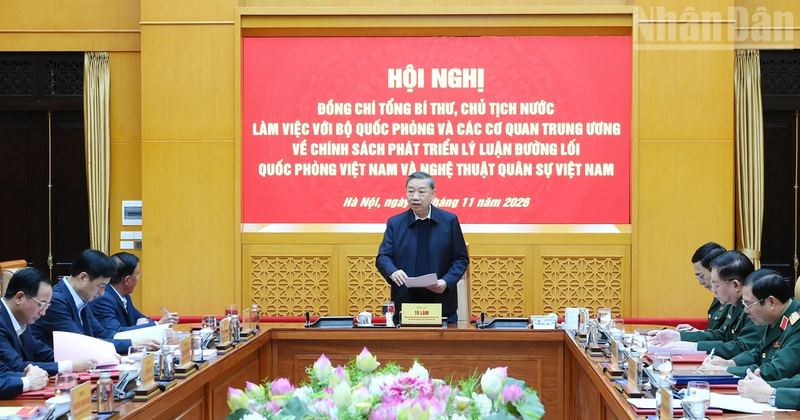 Nhân Dân
HỘI NGHỊ
ĐỒNG CHÍ TỔNG BÍ THƯ, CHỦ TỊCH NƯỚC
LÀM VIỆC VỚI BỘ QUỐC PHÒNG VÀ CÁC CƠ QUAN TRUNG ƯƠNG
VỀ CHÍNH SÁCH PHÁT TRIỂN LÝ LUẬN ĐƯỜNG LỐI
QUỐC PHÒNG VIỆT NAM VÀ NGHỆ THUẬT QUÂN SỰ VIỆT NAM
Hà Nội, ngày 11 năm 2026
TÔ LÂM